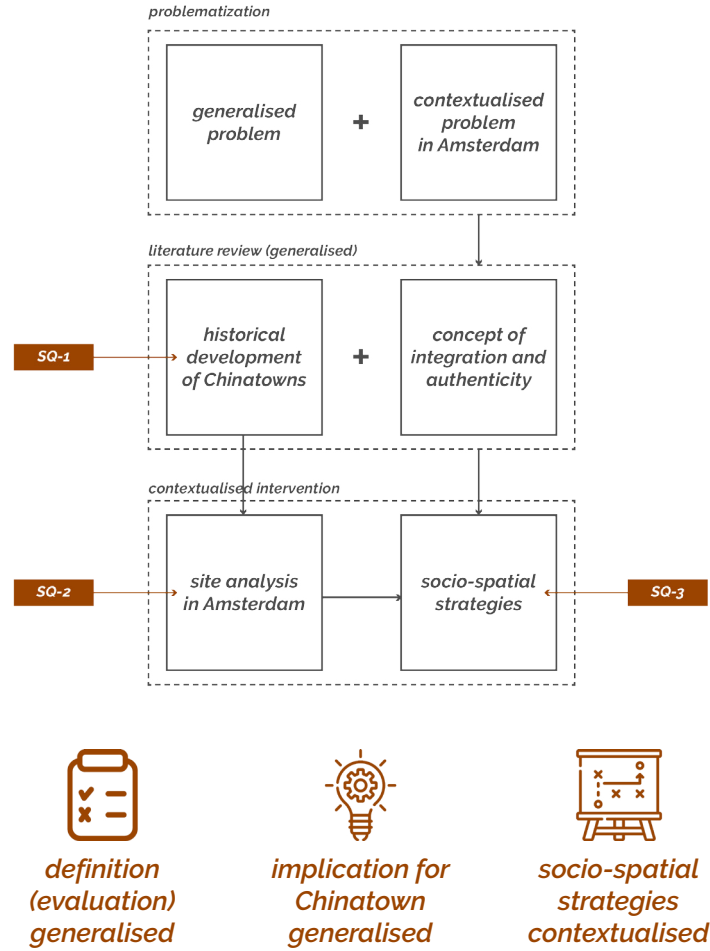 problematization
generalised
problem
+
contextualised
problem
in Amsterdam
literature review (generalised)
SQ-1
historical
development
of Chinatowns
+
concept of
integration and
authenticity
contextualised intervention
SQ-2
site analysis
in Amsterdam
socio-spatial
strategies
SQ-3
definition
(evaluation)
generalised
implication for
Chinatown
generalised
socio-spatial
strategies
contextualised